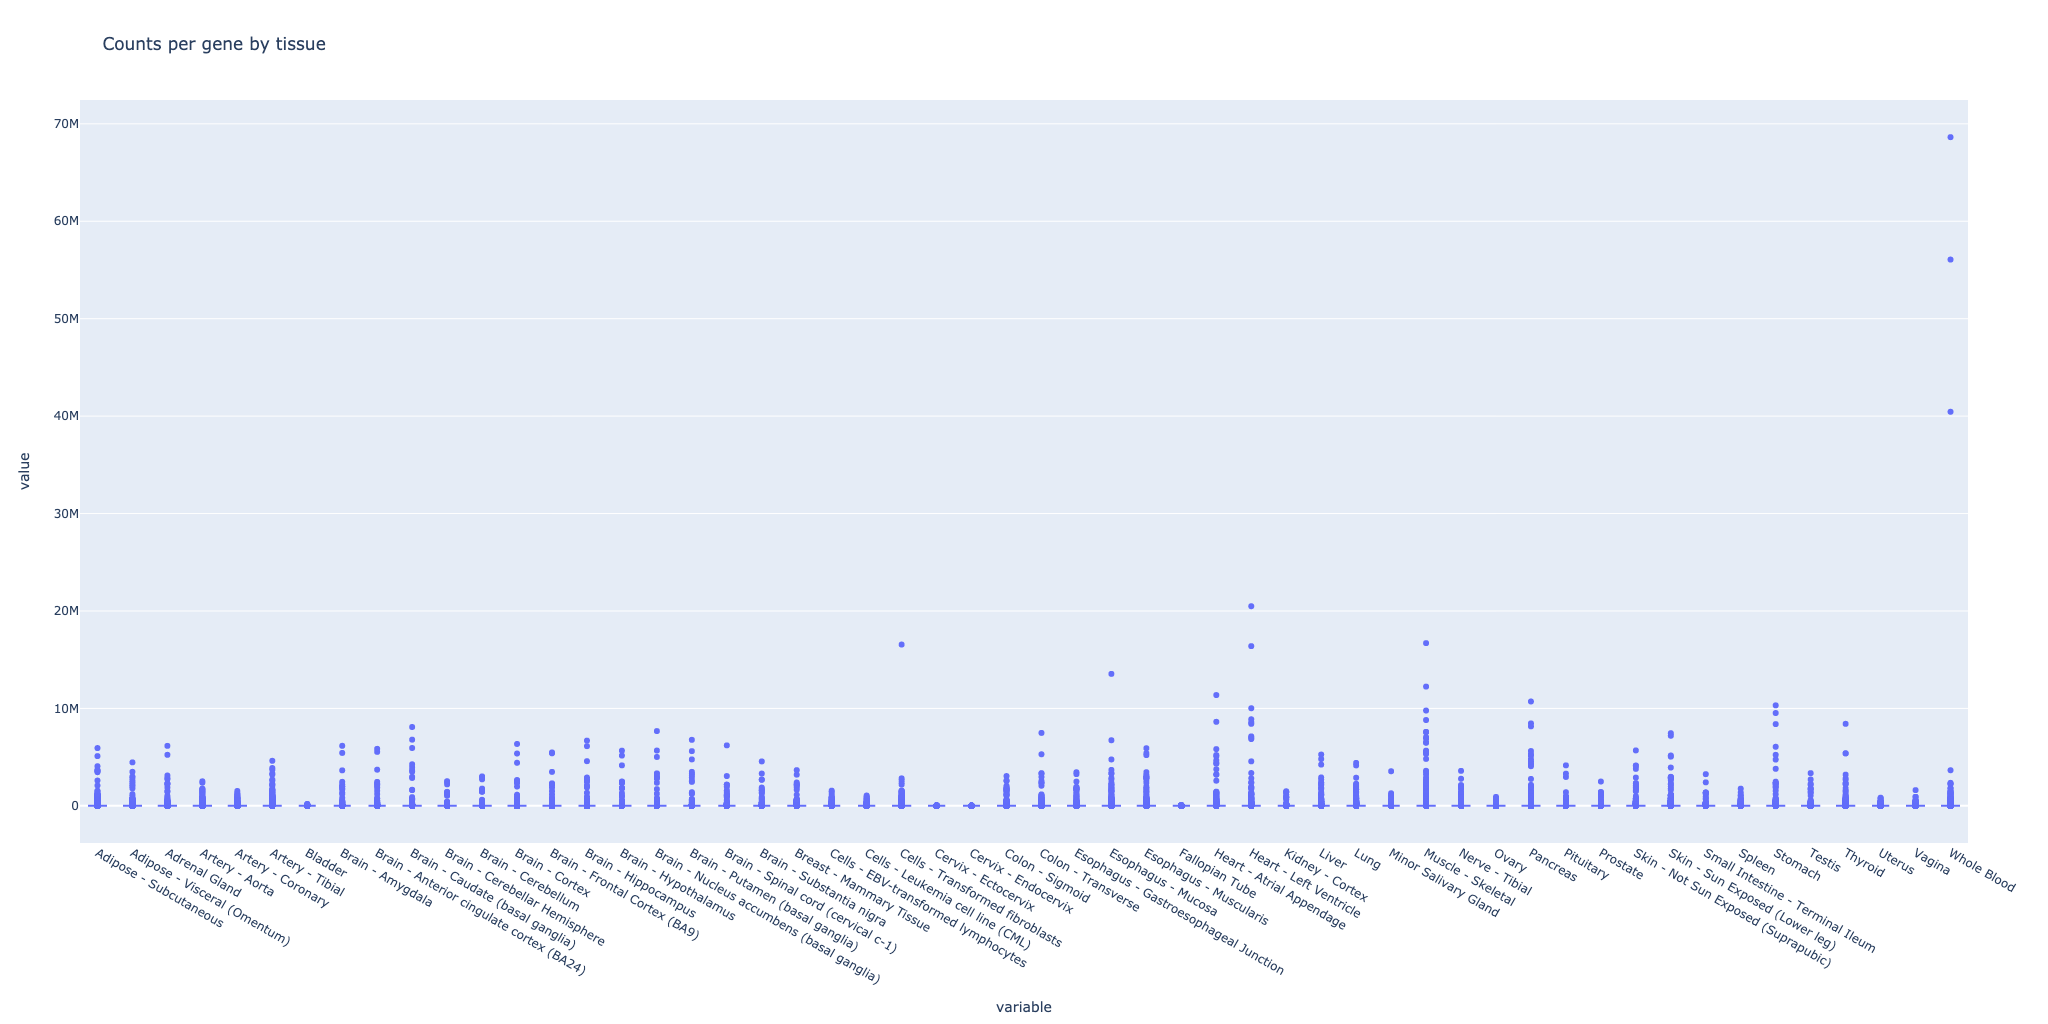 Counts per gene by tissue
70M
60M
50M
40M
30M
20M
10M
0
value
Adipose - Subcutaneous
Adipose - Visceral (Omentum)
Adrenal Gland
Artery - Aorta
Artery - Coronary
Artery - Tibial
Bladder
Brain - Amygdala
Brain - Anterior cingulate cortex (BA24)
Brain - Caudate (basal ganglia)
Brain - Cerebellar Hemisphere
Brain - Cerebellum
Brain - Cortex
Brain - Frontal Cortex (BA9)
Brain - Hippocampus
Brain - Hypothalamus
Brain - Nucleus accumbens (basal ganglia)
Brain - Putamen (basal ganglia)
Brain - Spinal cord (cervical c-1)
Brain - Substantia nigra
Breast - Mammary Tissue
Cells - EBV-transformed lymphocytes
Cells - Leukemia cell line (CML)
Cells - Transformed fibroblasts
Cervix - Ectocervix
Cervix - Endocervix
Colon - Sigmoid
Colon - Transverse
Esophagus - Gastroesophageal Junction
Esophagus - Mucosa
Esophagus - Muscularis
Fallopian Tube
Heart - Atrial Appendage
Heart - Left Ventricle
Kidney - Cortex
Liver
Lung
Minor Salivary Gland
Muscle - Skeletal
Nerve - Tibial
Ovary
Pancreas
Pituitary
Prostate
Skin - Not Sun Exposed (Suprapubic)
Skin - Sun Exposed (Lower leg)
Small Intestine - Terminal Ileum
Spleen
Stomach
Testis
Thyroid
Uterus
Vagina
Whole Blood
variable